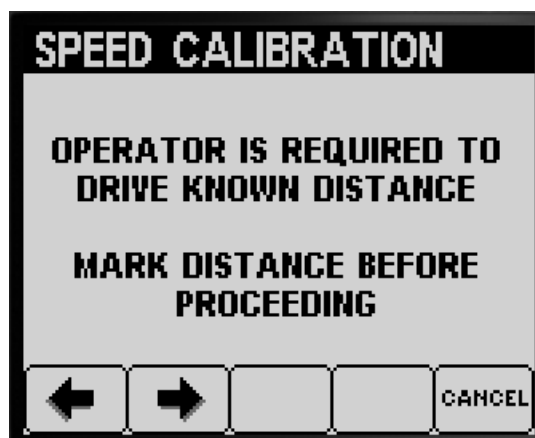 SPEED CALIBRATION
OPERATOR IS REQUIRED TO
DRIVE KNOWN DISTANCE
MARK DISTANCE BEFORE
PROCEEDING
CANCEL